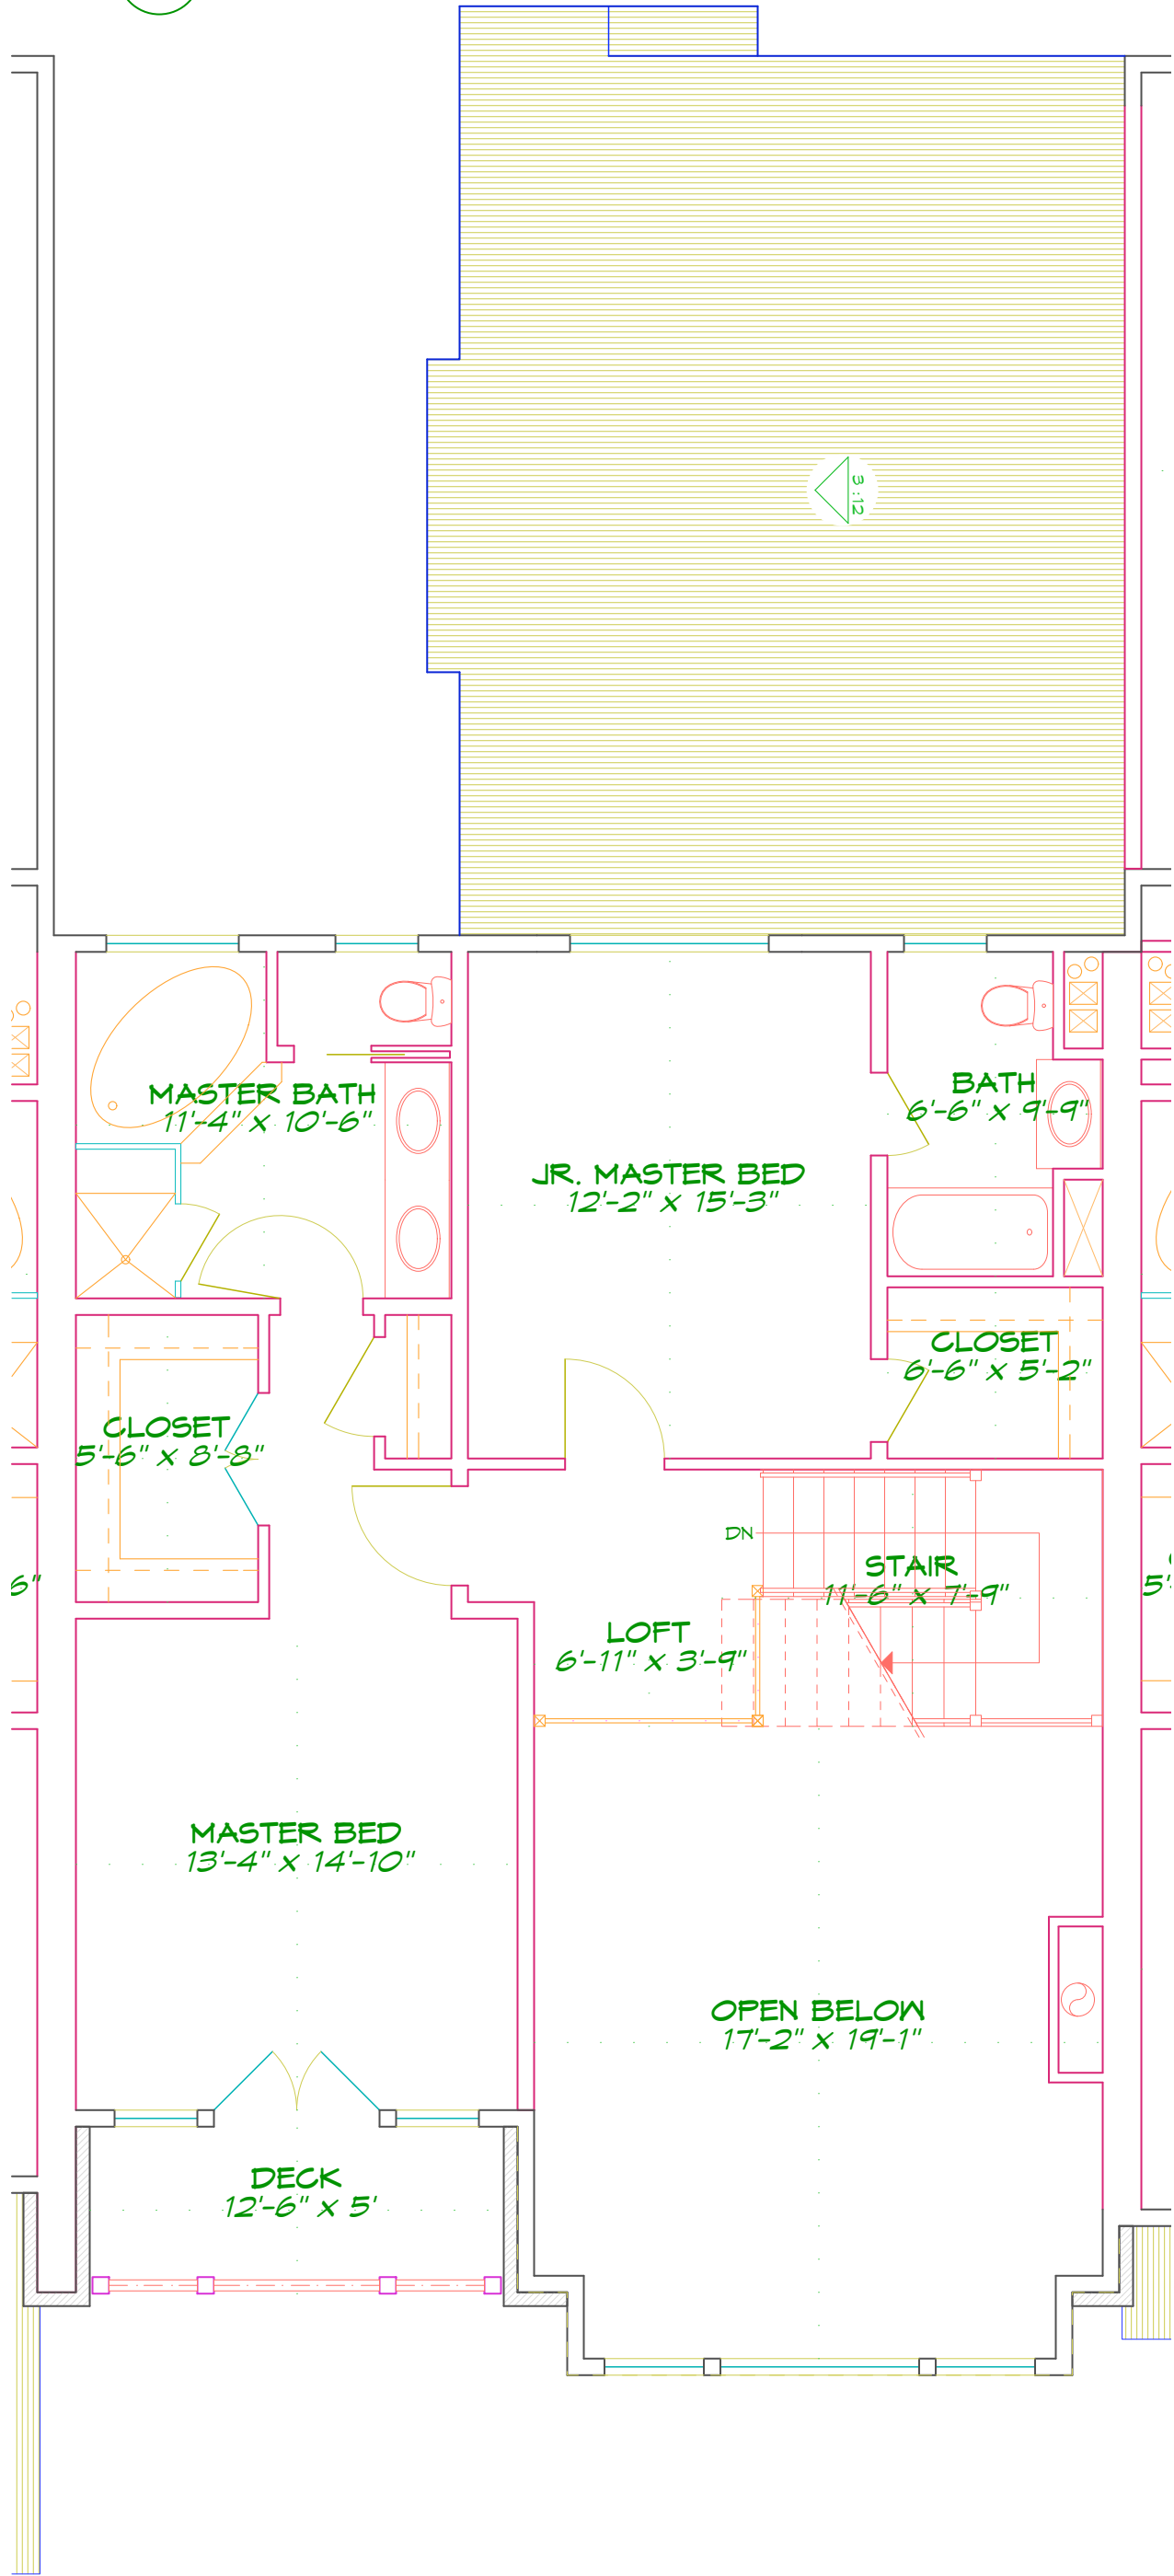 3:12
MASTER BATH
11'-4" x 10'-6"
BATH
6'-6" x 9'-9"
JR. MASTER BED
12'-2" x 15'-3"
CLOSET
6'-6" x 5'-2"
CLOSET
5'-6" x 8'-8"
DN
STAIR
11'-6" x 7'-9"
6"
5'-
LOFT
6'-11" x 3'-9"
MASTER BED
13'-4" x 14'-10"
OPEN BELOW
17'-2" x 19'-1"
DECK
12'-6" x 5'